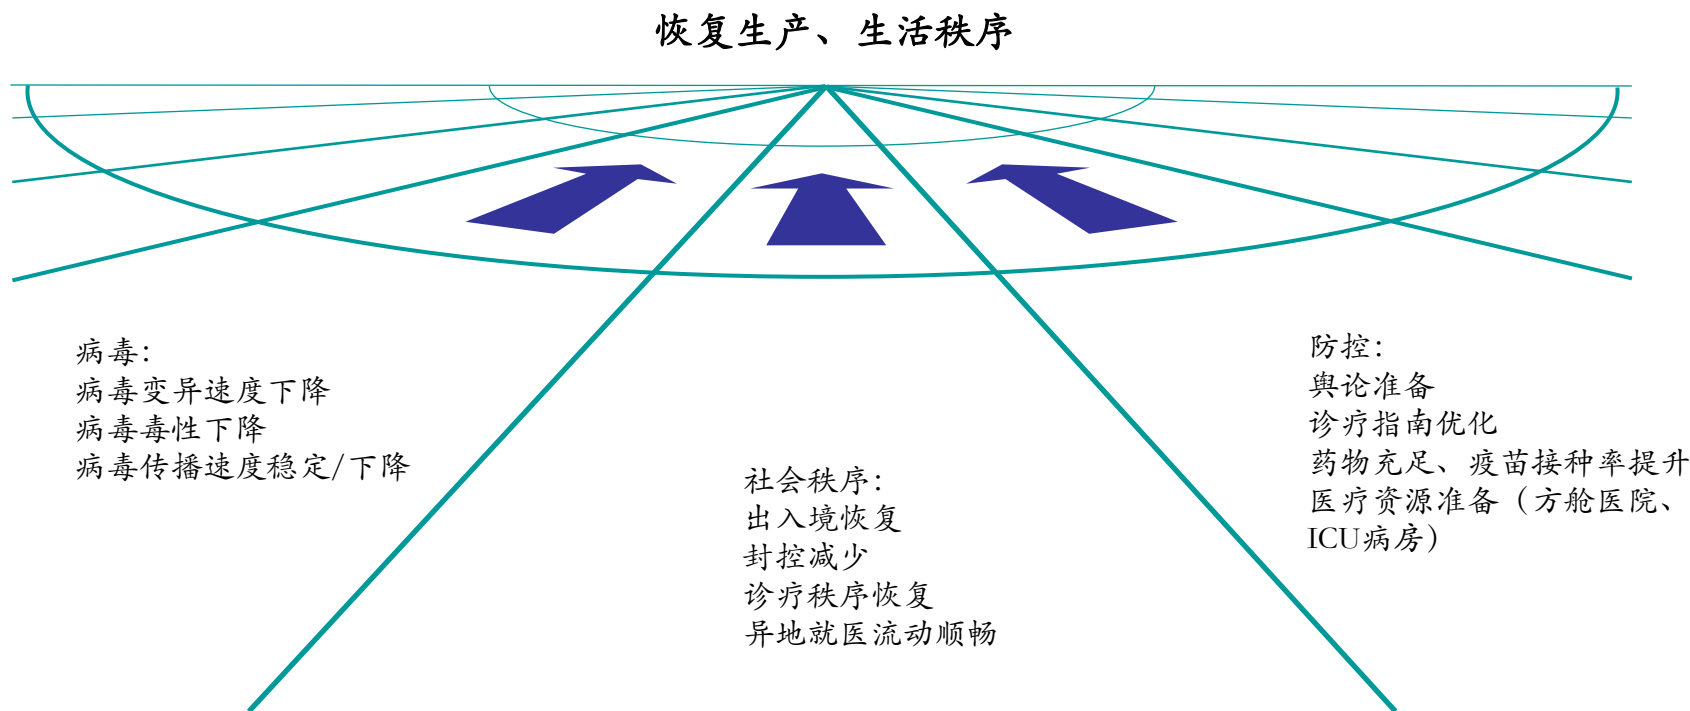 恢复生产、生活秩序
病毒：
病毒变异速度下降
病毒毒性下降
病毒传播速度稳定/下降
社会秩序：
出入境恢复
封控减少
诊疗秩序恢复
异地就医流动顺畅
防控：
舆论准备
诊疗指南优化
药物充足、疫苗接种率提升
医疗资源准备（方舱医院、
ICU病房）